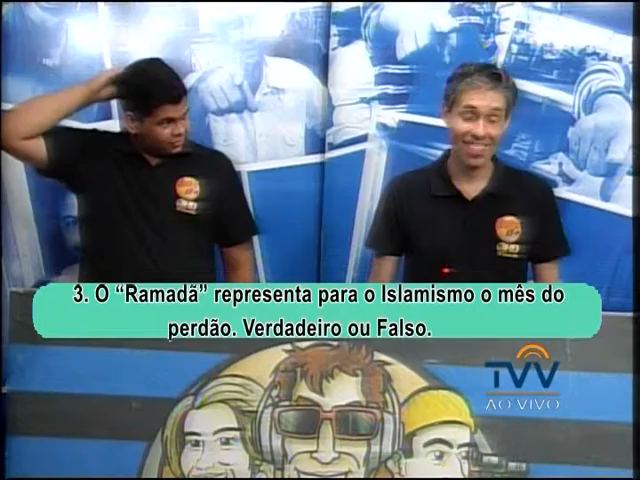 3. O “Ramadã” representa para o Islamismo o mês do
perdão. Verdadeiro ou Falso.
TVV
AO VIVO